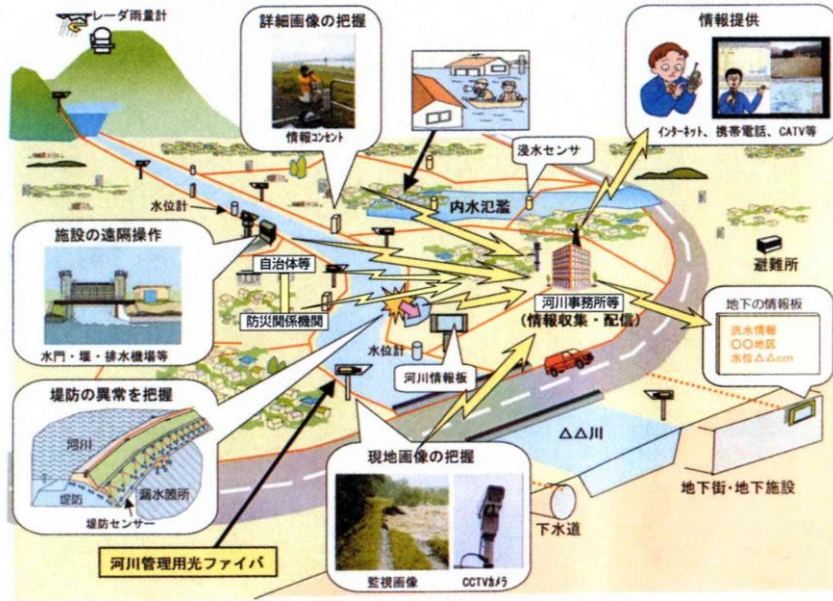 レーダ雨量計
詳細画像の把握
情報コンセント
情報提供
インターネット、携帯電話、CATV等
浸水センサ
水位計
内水氾濫
施設の遠隔操作
水門・堰・排水機場等
自治体等
防災関係機関
避難所
河川事務所等
(情報収集・配信)
地下の情報板
洪水情報
〇〇地区
水位△△cm
水位計
河川情報板
堤防の異常を把握
河川
堤防
漏水箇所
堤防センサー
現地画像の把握
監視画像
CCTVカメラ
△△川
地下街・地下施設
下水道
河川管理用光ファイバ